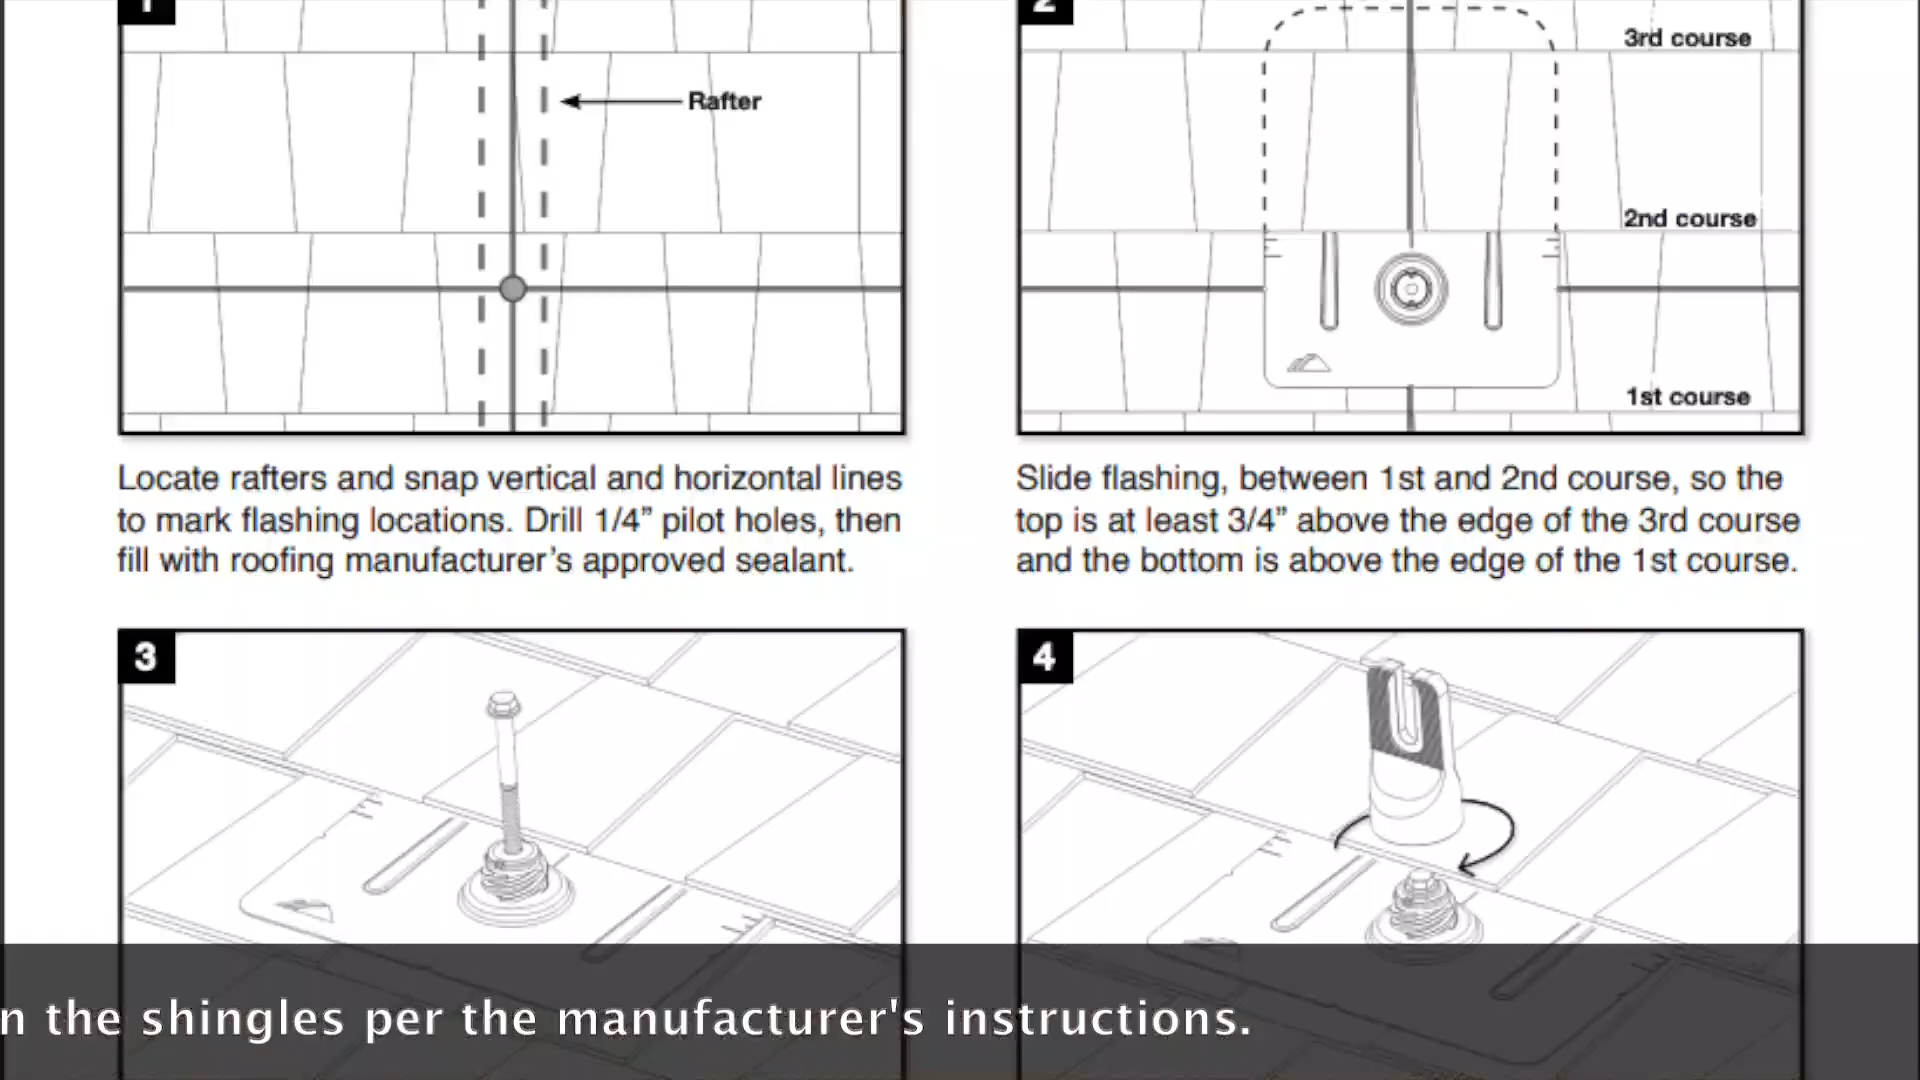 1
Rafter
Locate rafters and snap vertical and horizontal lines
to mark flashing locations. Drill 1/4” pilot holes, then
fill with roofing manufacturer’s approved sealant.
2
3rd course
2nd course
1st course
Slide flashing, between 1st and 2nd course, so the
top is at least 3/4” above the edge of the 3rd course
and the bottom is above the edge of the 1st course.
3
4
n the shingles per the manufacturer's instructions.